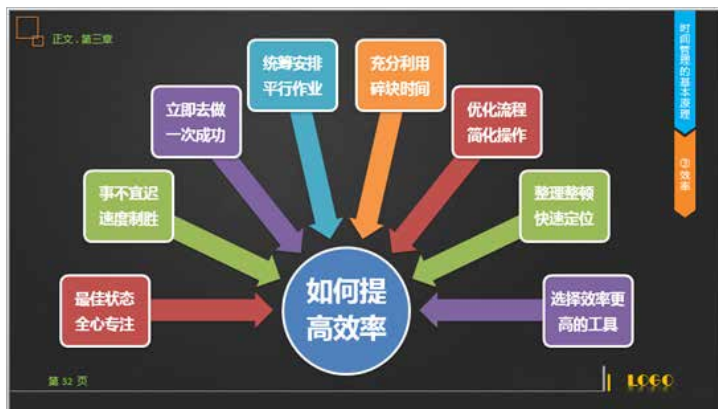 正文 . 第三章
统筹安排
平行作业
充分利用
碎块时间
立即去做
一次成功
优化流程
简化操作
事不宜迟
速度制胜
整理整顿
快速定位
最佳状态
全心专注
选择效率更
高的工具
如何提
高效率
时间管理的基本原理
③效率
第 32 页
LOGO